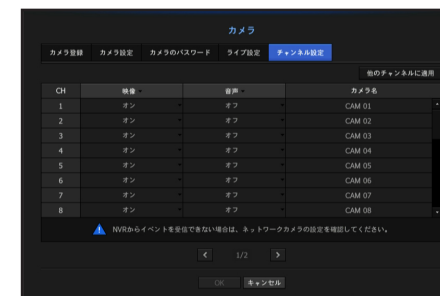 カメラ
カメラ登録 カメラ設定 カメラのパスワード ライブ設定 チャンネル設定
他のチャンネルに適用
CH 映像 音声 カメラ名
1 オン オフ CAM 01
2 オン オフ CAM 02
3 オン オフ CAM 03
4 オン オフ CAM 04
5 オン オフ CAM 05
6 オン オフ CAM 06
7 オン オフ CAM 07
8 オン オフ CAM 08
NVRからイベントを受信できない場合は、ネットワークカメラの設定を確認してください。
< 1/2 >
OK キャンセル